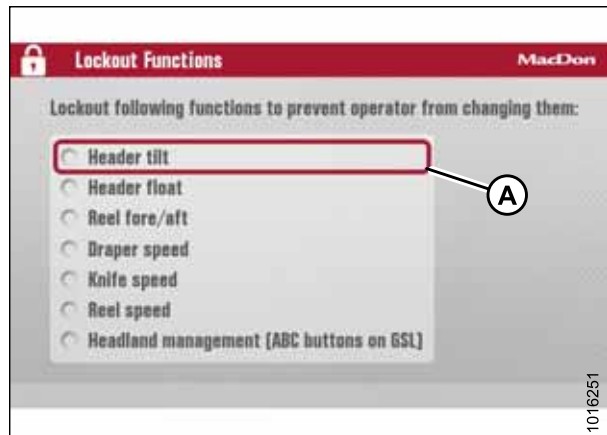 Lockout Functions MacDon
Lockout following functions to prevent operator from changing them:
Header tilt
A
Header float
Reel fore/aft
Draper speed
Knife speed
Reel speed
Headland management (ABC buttons on GSL)
1016251